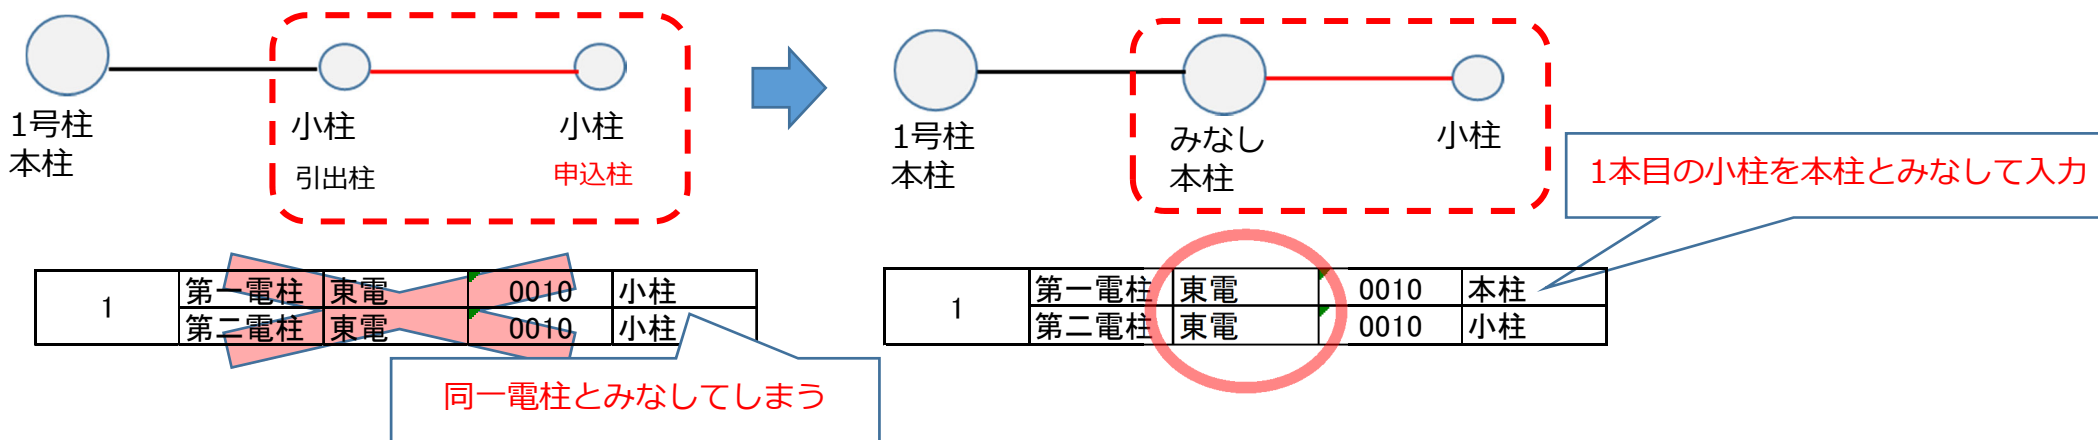 1号柱
本柱
小柱
引出柱
小柱
申込柱
1 第一電柱 東電 0010 小柱
第二電柱 東電 0010 小柱
同一電柱とみなしてしまう
1号柱
本柱
みなし
本柱
小柱
1本目の小柱を本柱とみなして入力
1 第一電柱 東電 0010 本柱
第二電柱 東電 0010 小柱